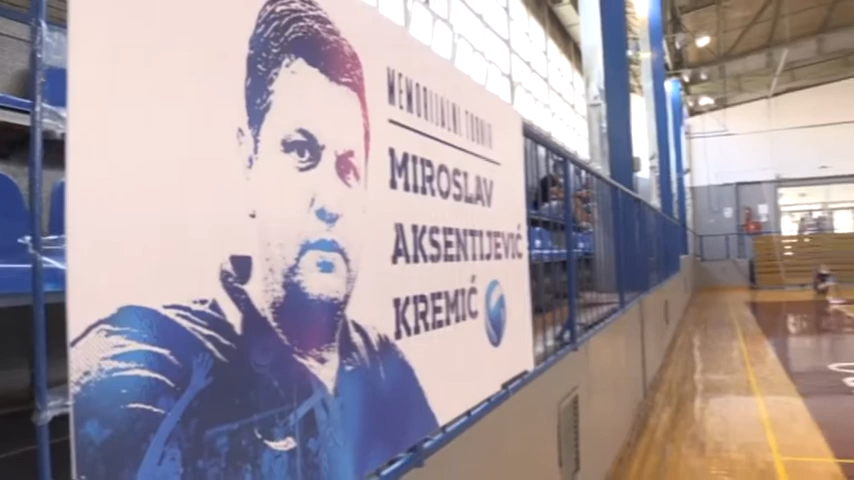 MEMORIJALNI TURNIR
MIROSLAV
AKSENTIJEVIĆ
KREMIĆ